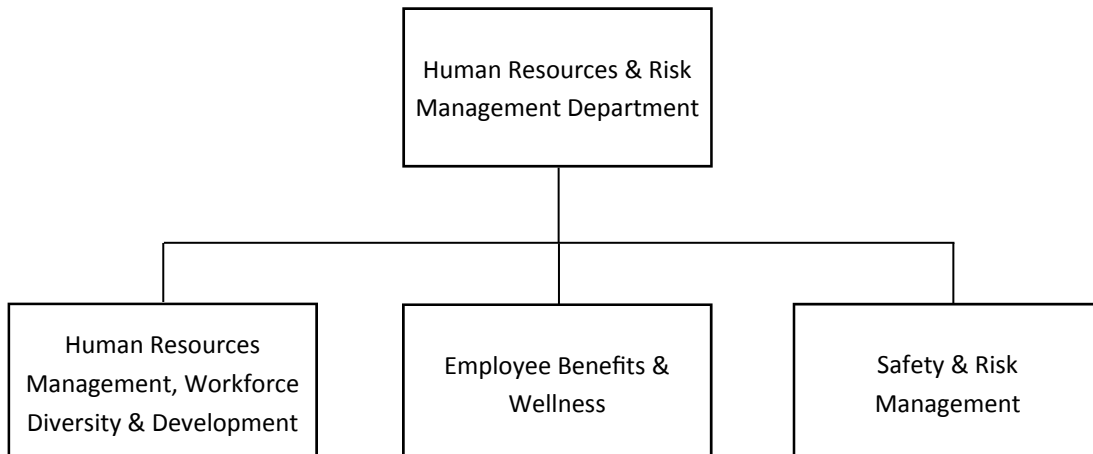 Human Resources & Risk
Management Department
Human Resources
Management, Workforce
Diversity & Development
Employee Benefits &
Wellness
Safety & Risk
Management